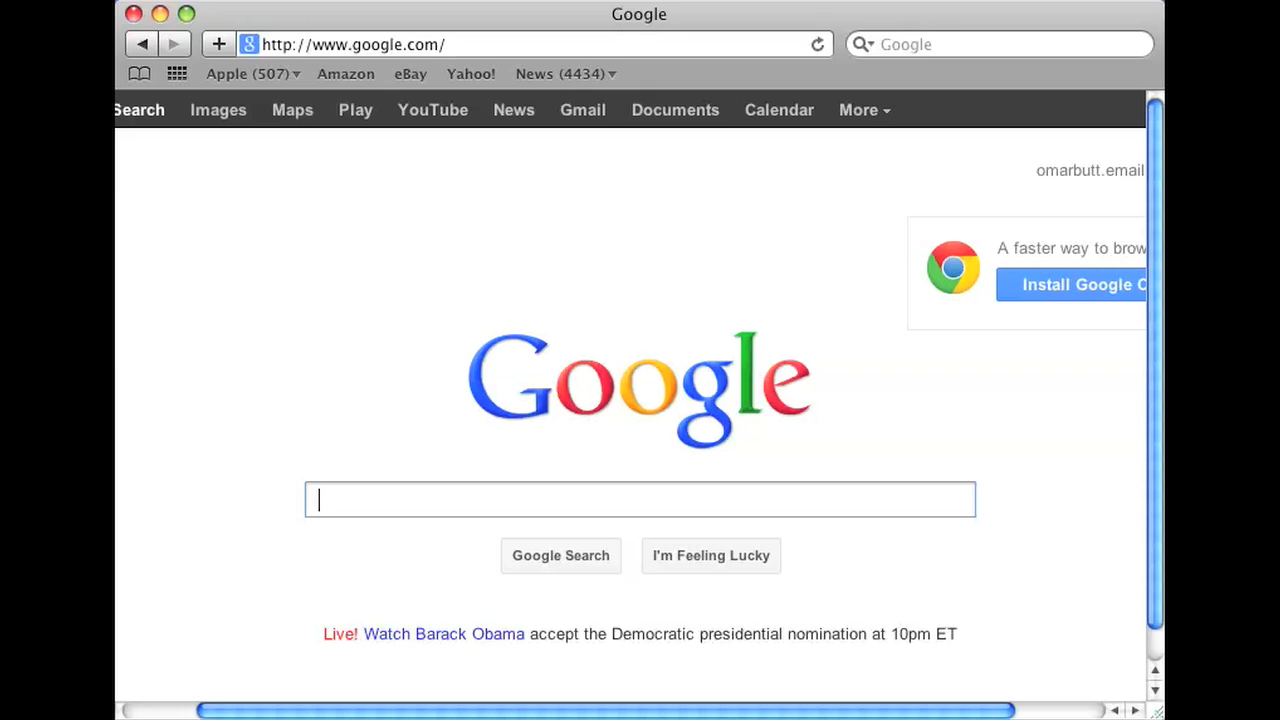 Google
http://www.google.com/
Google
Apple (507)
Amazon
eBay
Yahoo!
News (4434)
Search
Images
Maps
Play
YouTube
News
Gmail
Documents
Calendar
More
omarbutt.email
A faster way to brow
Install Google C
Google
Google Search
I'm Feeling Lucky
Live! Watch Barack Obama accept the Democratic presidential nomination at 10pm ET